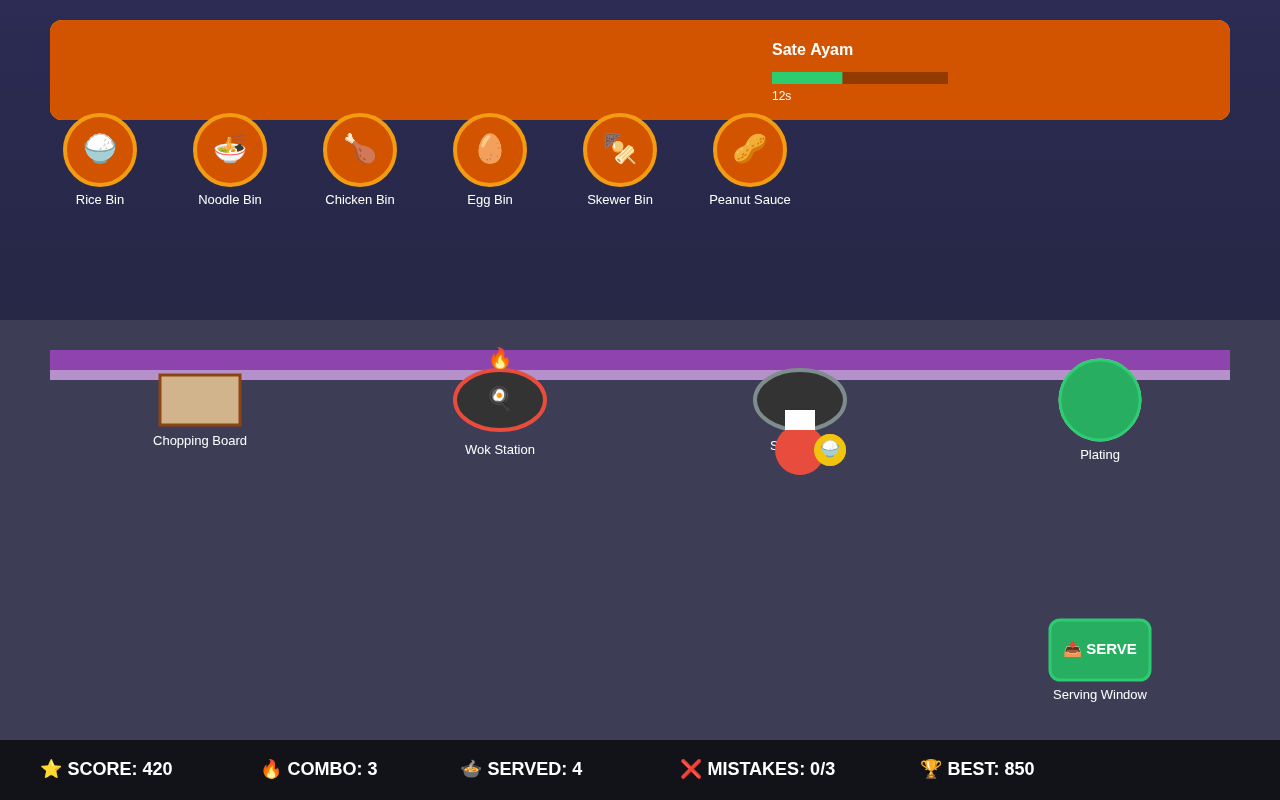 Sate Ayam
12s
Rice Bin
Noodle Bin
Chicken Bin
Egg Bin
Skewer Bin
Peanut Sauce
Chopping Board
Wok Station
Plating
SERVE
Serving Window
SCORE: 420
COMBO: 3
SERVED: 4
MISTAKES: 0/3
BEST: 850